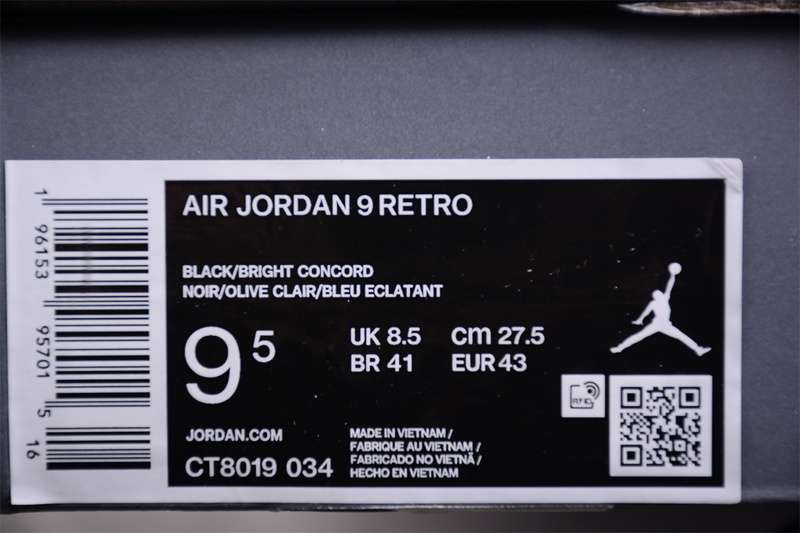 AIR JORDAN 9 RETRO
BLACK/BRIGHT CONCORD
NOIR/OLIVE CLAIR/BLEU ECLATANT
9 5
UK 8.5 cm 27.5
BR 41 EUR 43
JORDAN.COM
CT8019 034
MADE IN VIETNAM /
FABRIQUE AU VIETNAM /
FABRICADO NO VIETNÃ /
HECHO EN VIETNAM
RFID
1 96153 95701 5 16